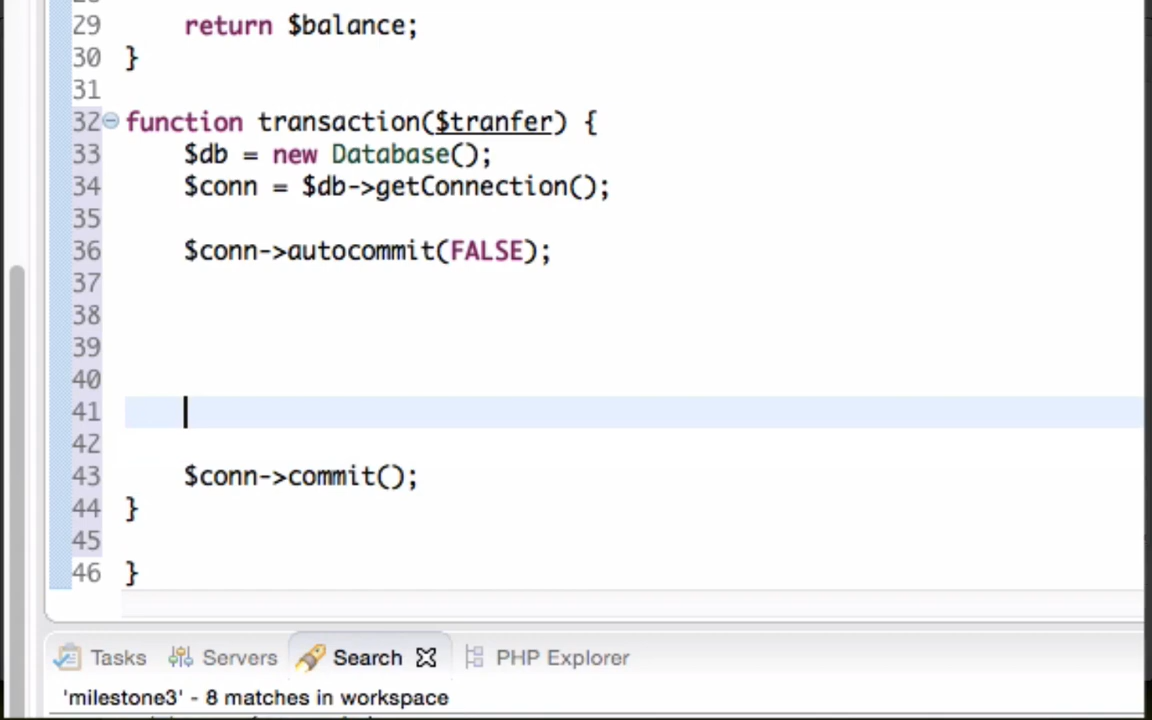 29 return $balance;
30 }
31
32 function transaction($tranfer) {
33 $db = new Database();
34 $conn = $db->getConnection();
35
36 $conn->autocommit(FALSE);
37
38
39
40
41
42
43 $conn->commit();
44 }
45
46 }
Tasks Servers Search PHP Explorer
'milestone3' - 8 matches in workspace